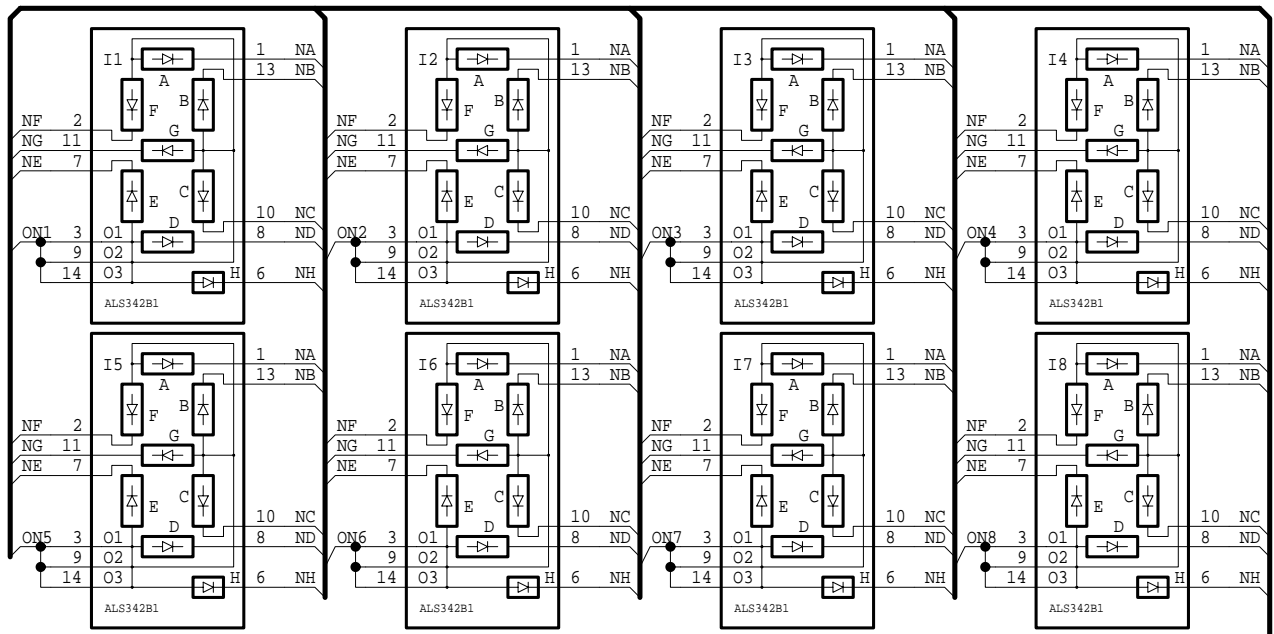 I1 1 NA I2 1 NA I3 1 NA I4 1 NA
A 13 NB A 13 NB A 13 NB A 13 NB
F B F B F B F B
NF 2 NF 2 NF 2 NF 2
NG 11 G NG 11 G NG 11 G NG 11 G
NE 7 NE 7 NE 7 NE 7
E C E C E C E C
D 10 NC D 10 NC D 10 NC D 10 NC
ON1 3 O1 8 ND ON2 3 O1 8 ND ON3 3 O1 8 ND ON4 3 O1 8 ND
9 O2 9 O2 9 O2 9 O2
14 O3 H 6 NH 14 O3 H 6 NH 14 O3 H 6 NH 14 O3 H 6 NH
ALS342B1 ALS342B1 ALS342B1 ALS342B1
I5 1 NA I6 1 NA I7 1 NA I8 1 NA
A 13 NB A 13 NB A 13 NB A 13 NB
F B F B F B F B
NF 2 NF 2 NF 2 NF 2
NG 11 G NG 11 G NG 11 G NG 11 G
NE 7 NE 7 NE 7 NE 7
E C E C E C E C
D 10 NC D 10 NC D 10 NC D 10 NC
ON5 3 O1 8 ND ON6 3 O1 8 ND ON7 3 O1 8 ND ON8 3 O1 8 ND
9 O2 9 O2 9 O2 9 O2
14 O3 H 6 NH 14 O3 H 6 NH 14 O3 H 6 NH 14 O3 H 6 NH
ALS342B1 ALS342B1 ALS342B1 ALS342B1